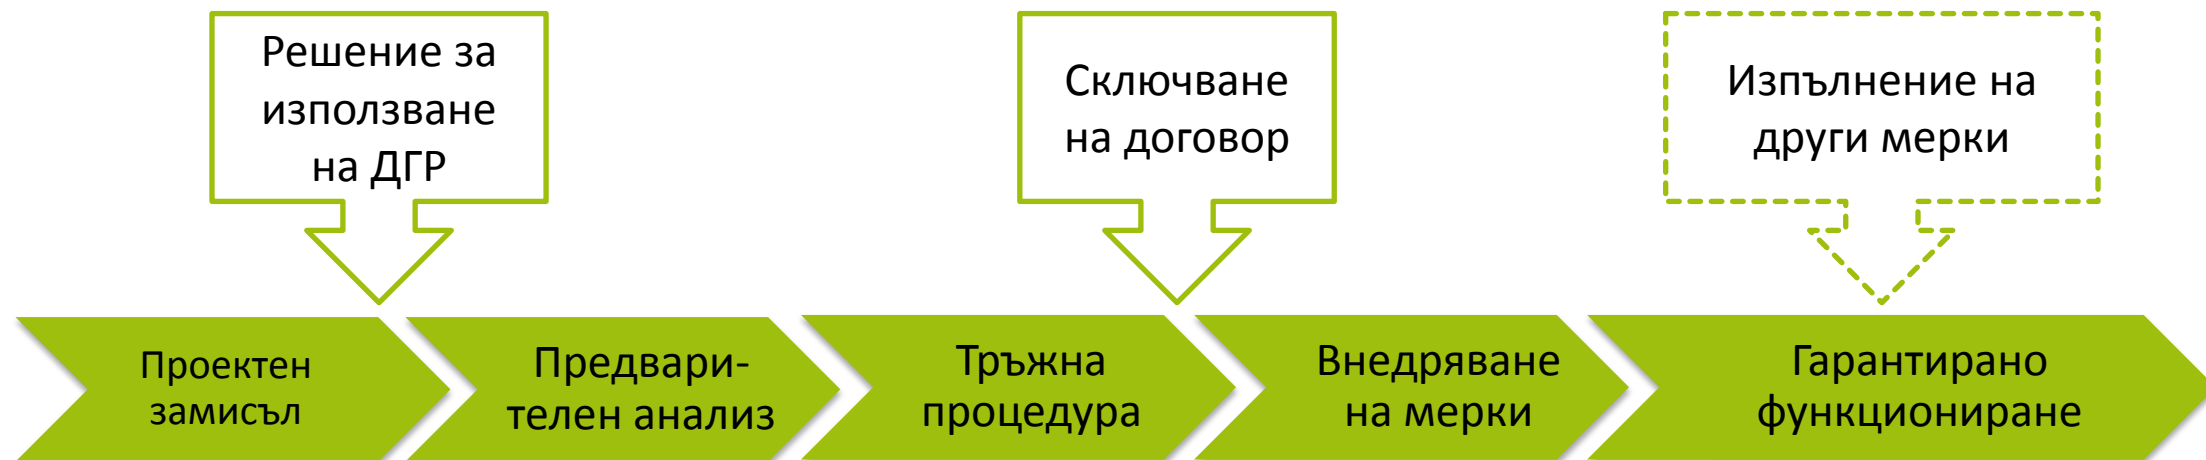 Решение за
използване
на ДГР
Сключване
на договор
Изпълнение на
други мерки
Проектен
замисъл
Предвари-
телен анализ
Тръжна
процедура
Внедряване
на мерки
Гарантирано
функциониране